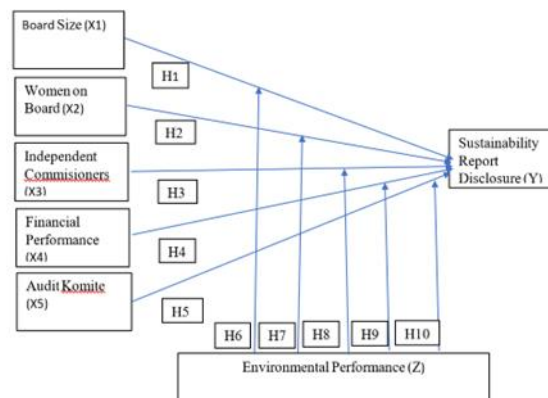 Board Size (X1)
H1
Women on
Board (X2)
H2
Independent
Commisioners
(X3)
H3
Financial
Performance
(X4)
H4
Audit Komite
(X5)
H5
Sustainability
Report
Disclosure (Y)
H6
H7
H8
H9
H10
Environmental Performance (Z)